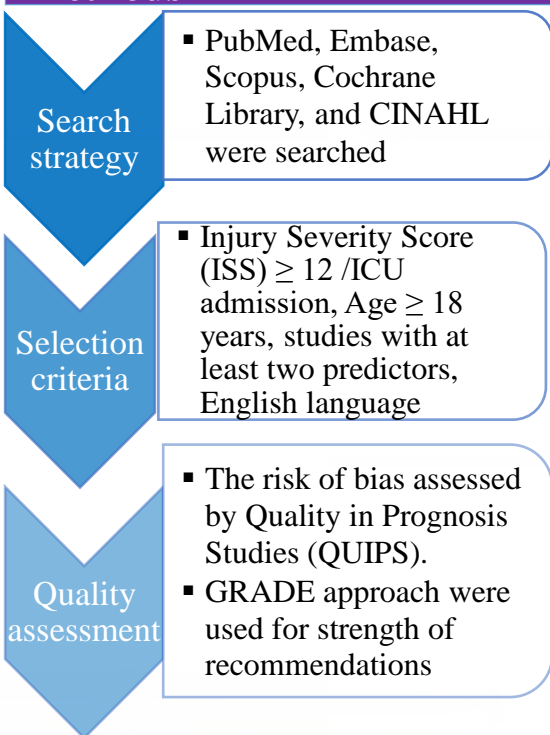 Search
strategy
▪ PubMed, Embase,
Scopus, Cochrane
Library, and CINAHL
were searched
Selection
criteria
▪ Injury Severity Score
(ISS) ≥ 12 /ICU
admission, Age ≥ 18
years, studies with at
least two predictors,
English language
Quality
assessment
▪ The risk of bias assessed
by Quality in Prognosis
Studies (QUIPS).
▪ GRADE approach were
used for strength of
recommendations